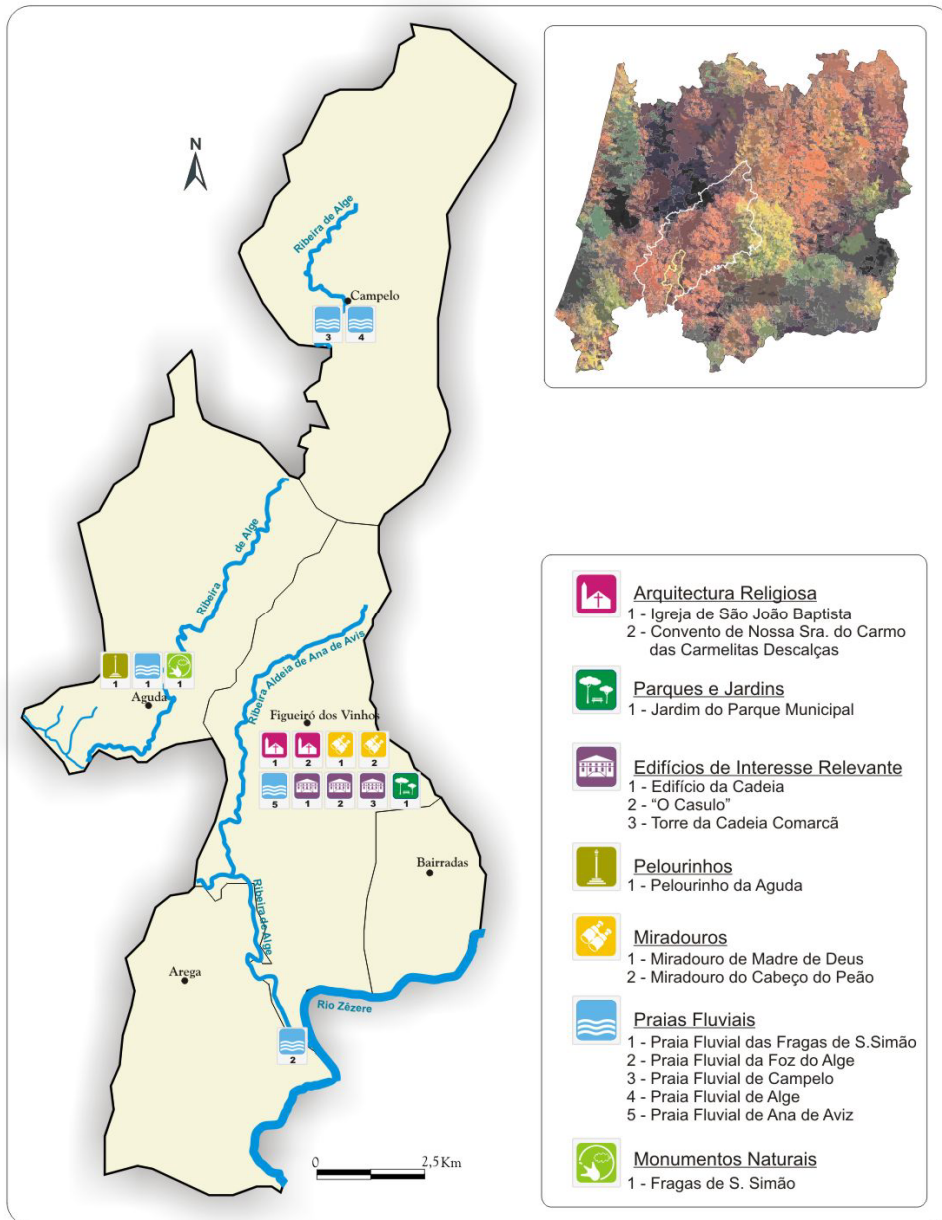 N
Ribeira de Alge
Campelo
3
4
Ribeira
de Alge
Ribeira Aldeia de Ana de Avis
1
1
1
Aguda
Figueiró dos Vinhos
1
2
1
2
5
1
2
3
1
Bairradas
Ribeira de Alge
Arega
Rio Zêzere
2
0
2,5 Km
Arquitectura Religiosa
1 - Igreja de São João Baptista
2 - Convento de Nossa Sra. do Carmo
das Carmelitas Descalças
Parques e Jardins
1 - Jardim do Parque Municipal
Edifícios de Interesse Relevante
1 - Edifício da Cadeia
2 - “O Casulo”
3 - Torre da Cadeia Comarcã
Pelourinhos
1 - Pelourinho da Aguda
Miradouros
1 - Miradouro de Madre de Deus
2 - Miradouro do Cabeço do Peão
Praias Fluviais
1 - Praia Fluvial das Fragas de S.Simão
2 - Praia Fluvial da Foz do Alge
3 - Praia Fluvial de Campelo
4 - Praia Fluvial de Alge
5 - Praia Fluvial de Ana de Aviz
Monumentos Naturais
1 - Fragas de S. Simão